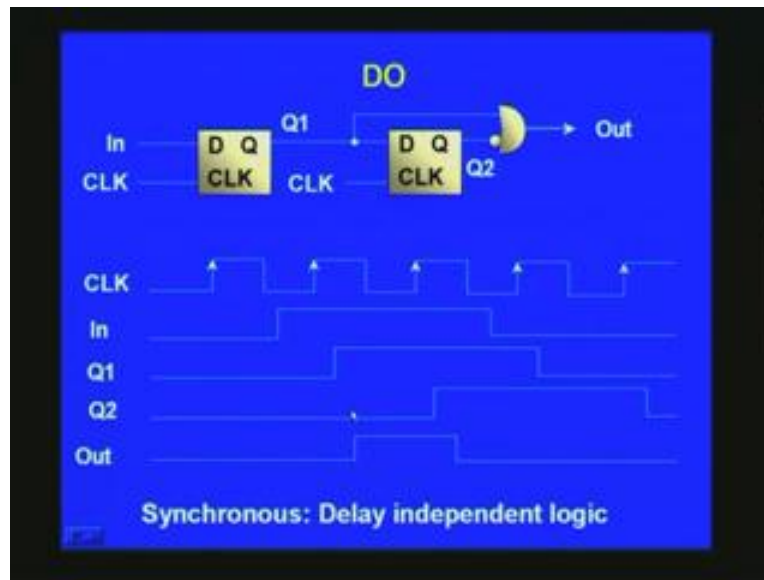 DO
Q1
In D Q D Q Out
CLK CLK CLK CLK Q2
CLK
In
Q1
Q2
Out
Synchronous: Delay independent logic